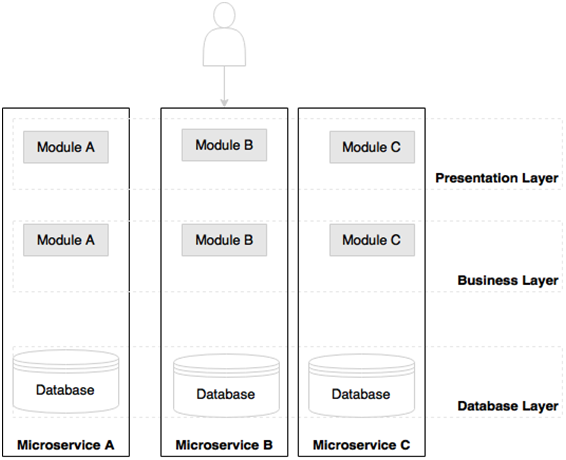 Module A
Module B
Module C
Presentation Layer
Module A
Module B
Module C
Business Layer
Database
Database
Database
Database Layer
Microservice A
Microservice B
Microservice C